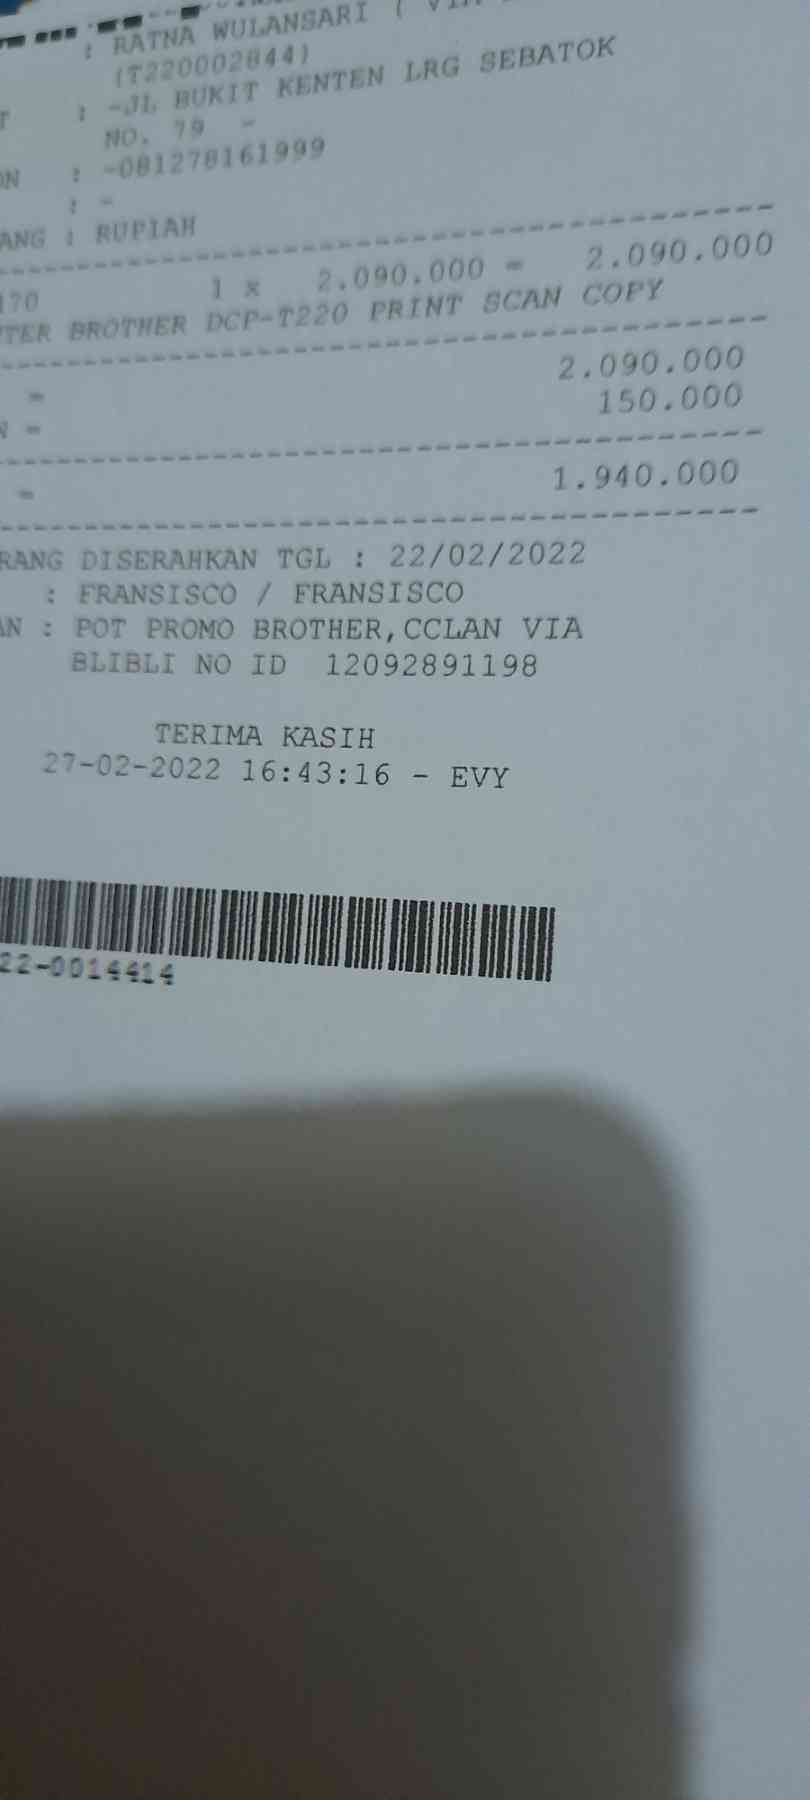 : RATNA WULANSARI (
(T220002844)
: -JL BUKIT KENTEN LRG SEBATOK
NO. 79 -
: -081278161999
: -
ANG : RUPIAH
170 1 x 2.090.000 = 2.090.000
TER BROTHER DCP-T220 PRINT SCAN COPY
= 2.090.000
N = 150.000
= 1.940.000
RANG DISERAHKAN TGL : 22/02/2022
: FRANSISCO / FRANSISCO
AN : POT PROMO BROTHER,CCLAN VIA
BLIBLI NO ID 12092891198
TERIMA KASIH
27-02-2022 16:43:16 - EVY
22-0014414